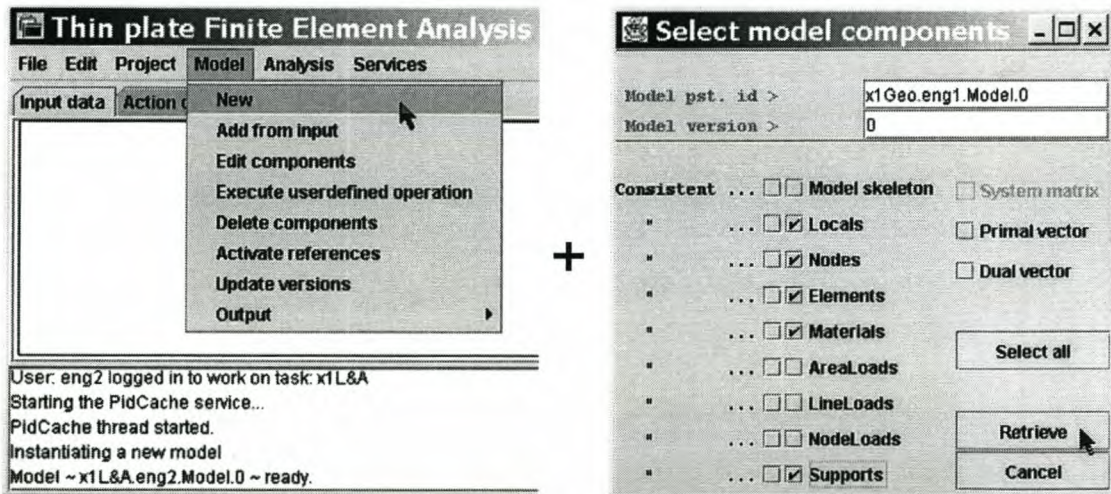 Thin plate Finite Element Analysis
File Edit Project Model Analysis Services
Input data Action
New
Add from input
Edit components
Execute userdefined operation
Delete components
Activate references
Update versions
Output
User: eng2 logged in to work on task: x1L&A
Starting the PidCache service...
PidCache thread started.
Instantiating a new model
Model ~ x1L&A.eng2.Model.0 ~ ready.
+
Select model components
Model pst. id > x1Geo.eng1.Model.0
Model version > 0
Consistent ... Model skeleton
" ... Locals
" ... Nodes
" ... Elements
" ... Materials
" ... AreaLoads
" ... LineLoads
" ... NodeLoads
" ... Supports
System matrix
Primal vector
Dual vector
Select all
Retrieve
Cancel